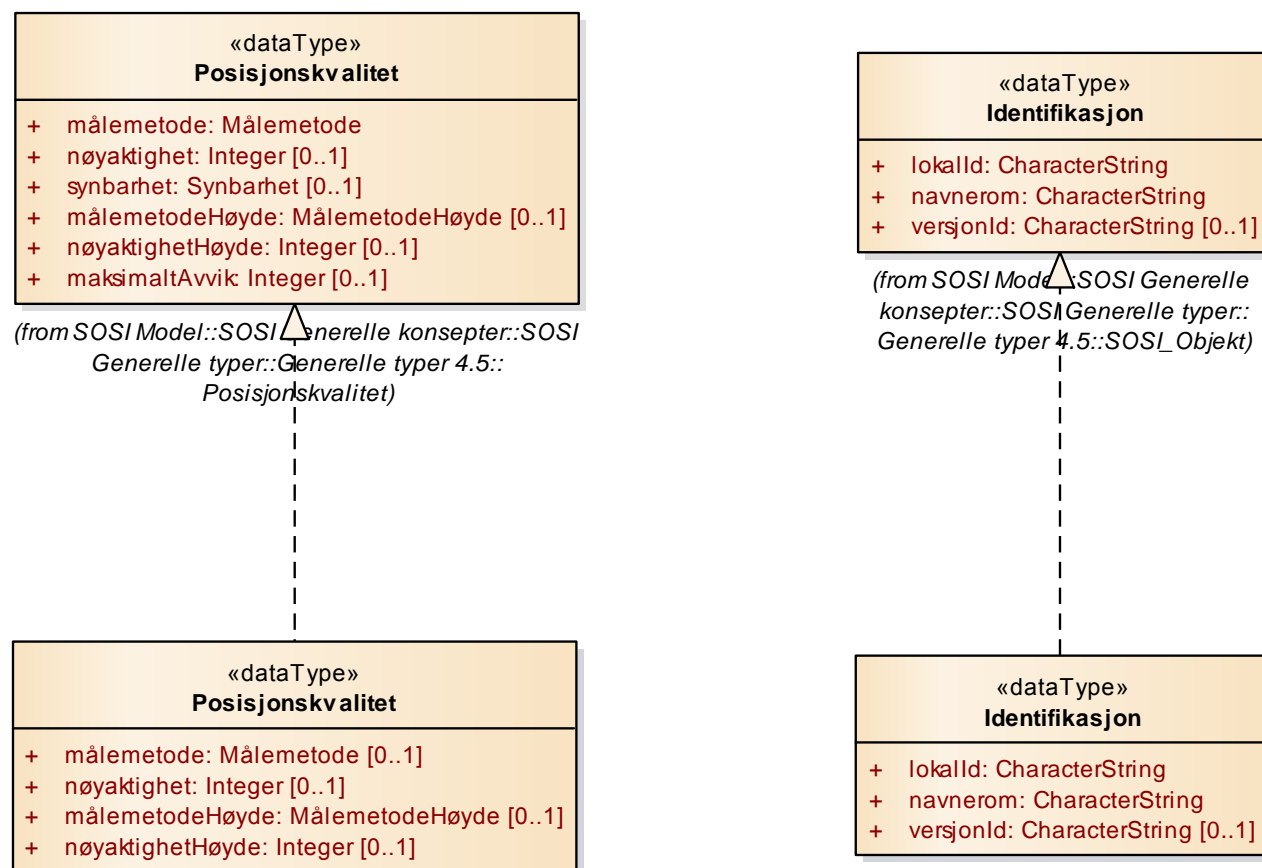 «dataType»
Posisjonskvalitet
+ målemetode: Målemetode
+ nøyaktighet: Integer [0..1]
+ synbarhet: Synbarhet [0..1]
+ målemetodeHøyde: MålemetodeHøyde [0..1]
+ nøyaktighetHøyde: Integer [0..1]
+ maksimaltAvvik: Integer [0..1]
(from SOSI Model::SOSI Generelle konsepter::SOSI
Generelle typer::Generelle typer 4.5::
Posisjonskvalitet)
«dataType»
Identifikasjon
+ lokalId: CharacterString
+ navnerom: CharacterString
+ versjonId: CharacterString [0..1]
(from SOSI Model::SOSI Generelle
konsepter::SOSI Generelle typer::
Generelle typer 4.5::SOSI_Objekt)
«dataType»
Posisjonskvalitet
+ målemetode: Målemetode [0..1]
+ nøyaktighet: Integer [0..1]
+ målemetodeHøyde: MålemetodeHøyde [0..1]
+ nøyaktighetHøyde: Integer [0..1]
«dataType»
Identifikasjon
+ lokalId: CharacterString
+ navnerom: CharacterString
+ versjonId: CharacterString [0..1]